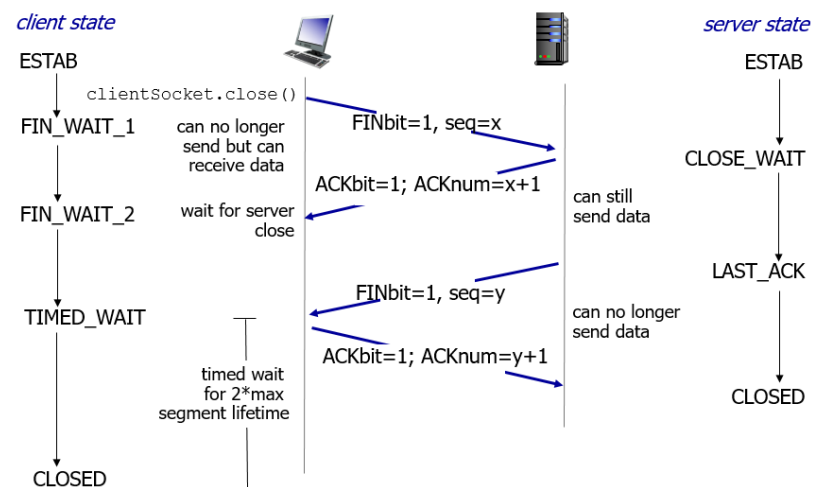 client state
server state
ESTAB
ESTAB
clientSocket.close()
FIN_WAIT_1
can no longer
send but can
receive data
FINbit=1, seq=x
CLOSE_WAIT
ACKbit=1; ACKnum=x+1
can still
send data
FIN_WAIT_2
wait for server
close
LAST_ACK
FINbit=1, seq=y
TIMED_WAIT
can no longer
send data
ACKbit=1; ACKnum=y+1
timed wait
for 2*max
segment lifetime
CLOSED
CLOSED